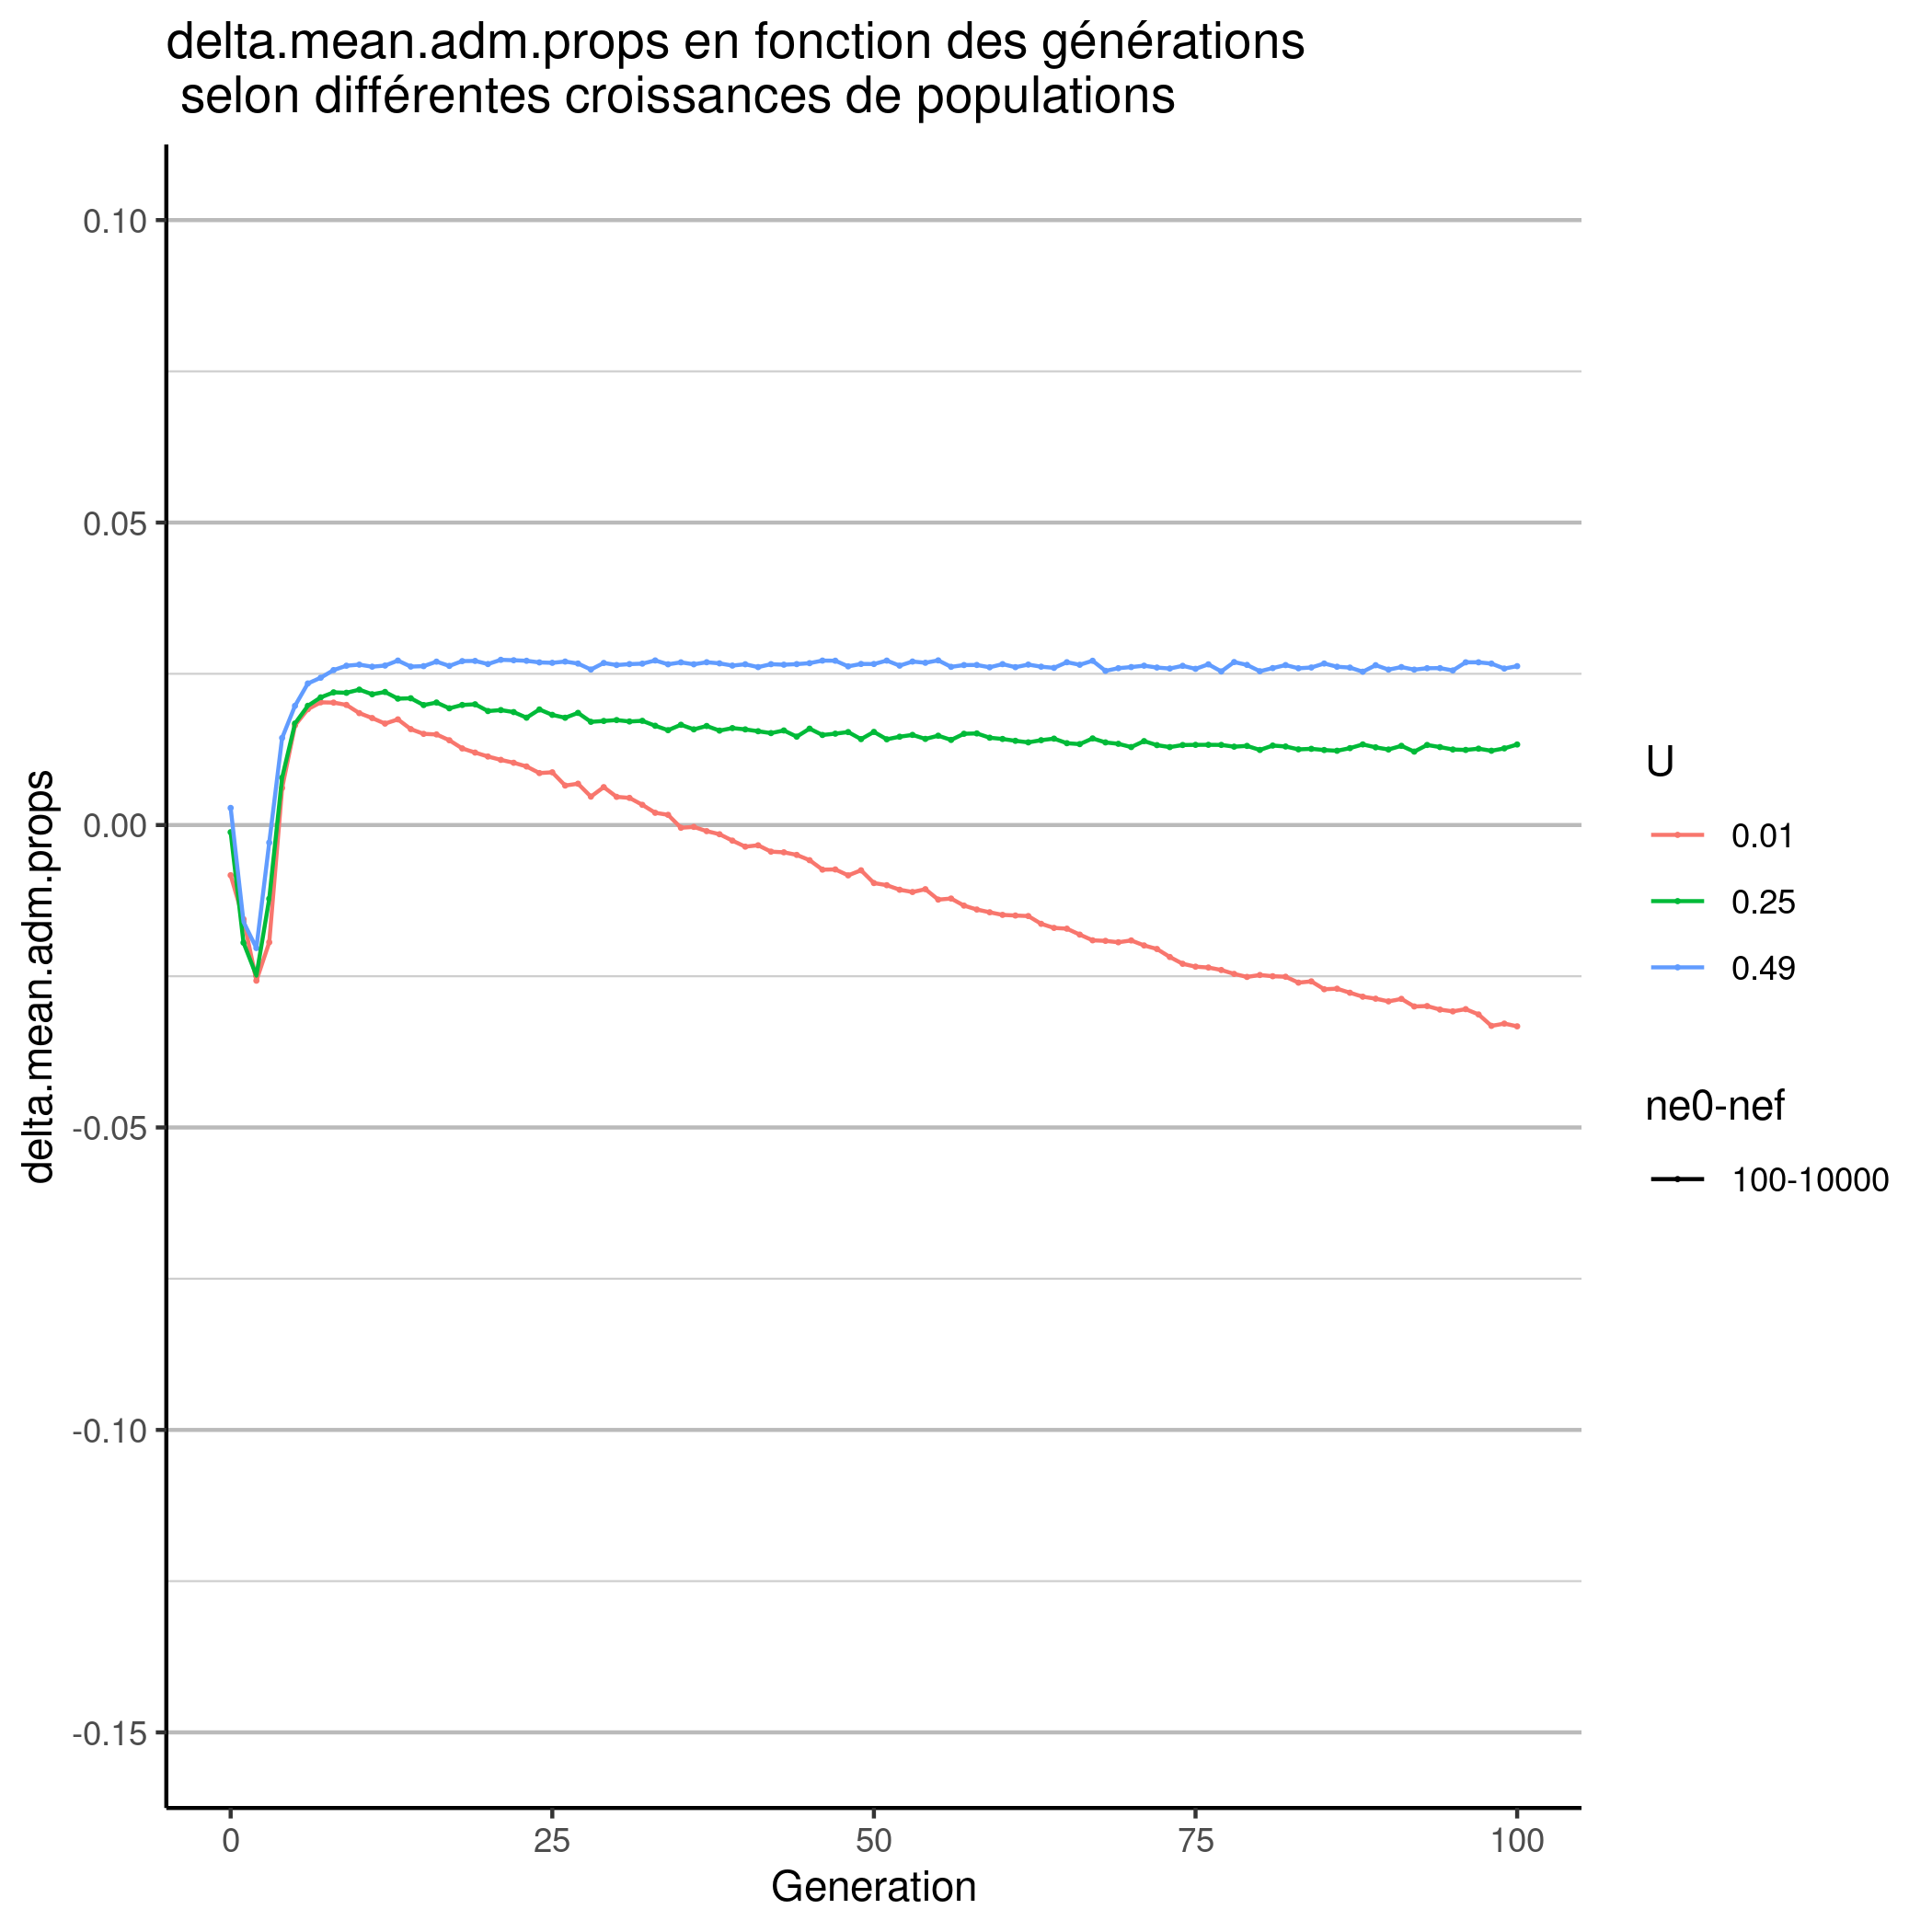 delta.mean.adm.props en fonction des générations
selon différentes croissances de populations
delta.mean.adm.props
0.10
0.05
0.00
-0.05
-0.10
-0.15
0
25
50
75
100
Generation
U
0.01
0.25
0.49
ne0-nef
100-10000